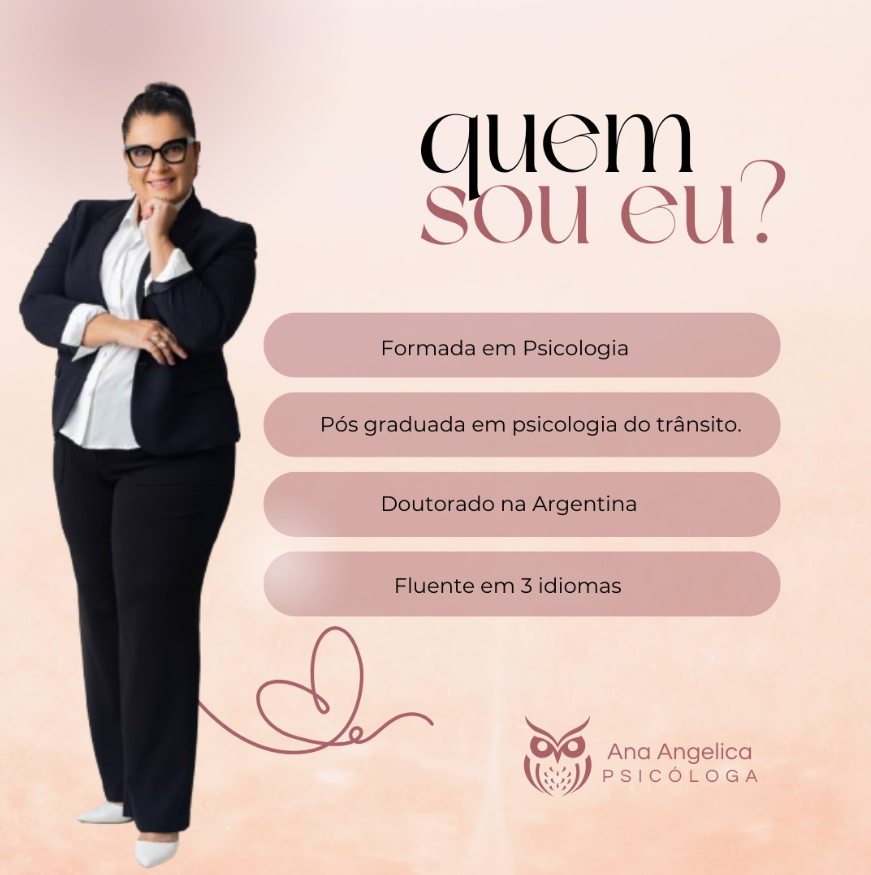 quem
sou eu?
Formada em Psicologia
Pós graduada em psicologia do trânsito.
Doutorado na Argentina
Fluente em 3 idiomas
Ana Angelica
PSICÓLOGA